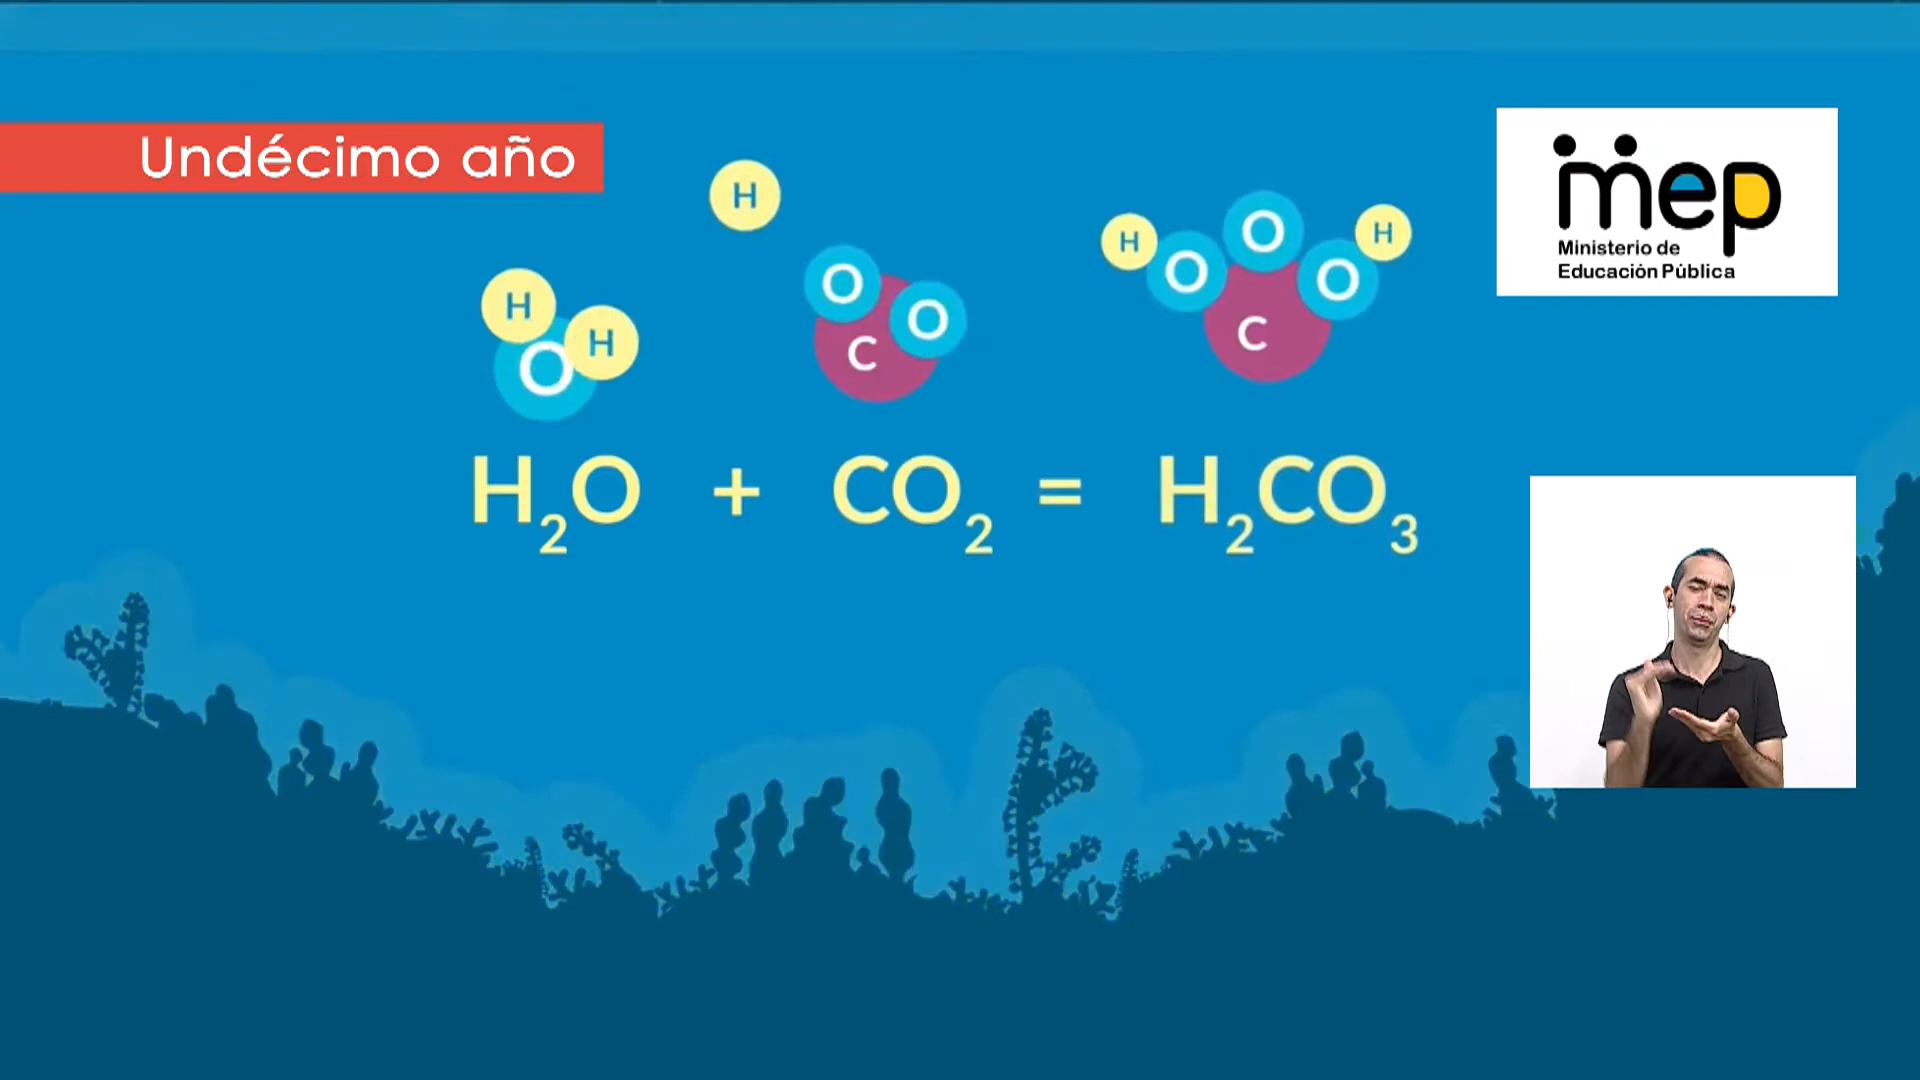 Undécimo año
mep
Ministerio de
Educación Pública
H
H
H
O
O
O
C
H
O
O
O
H
C
H₂O + CO₂ = H₂CO₃